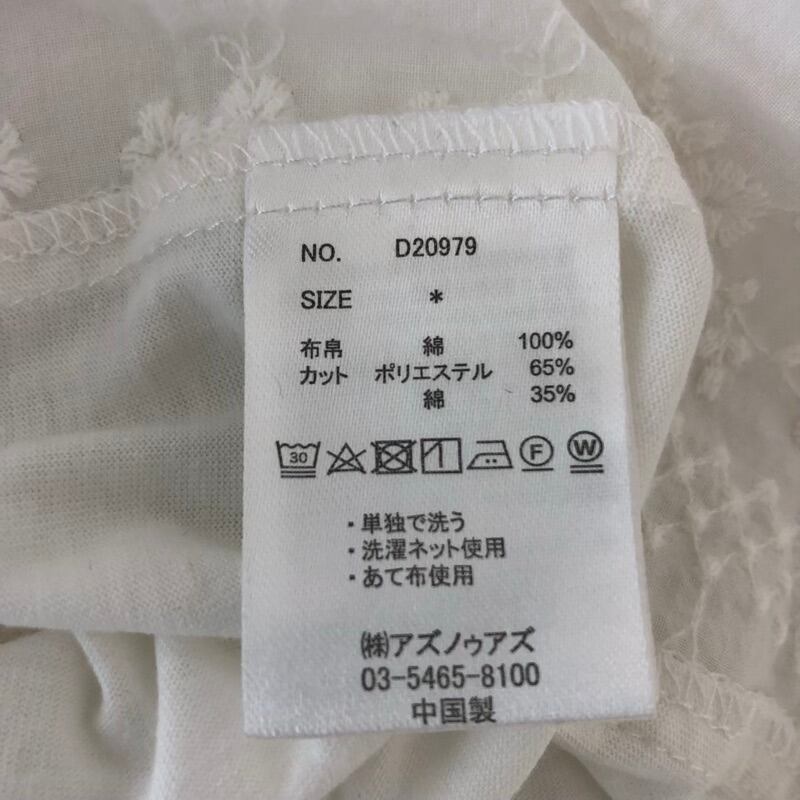 NO. D20979
SIZE *
布帛 綿 100%
カット ポリエステル 65%
綿 35%
30 F W
・単独で洗う
・洗濯ネット使用
・あて布使用
㈱アズノゥアズ
03-5465-8100
中国製